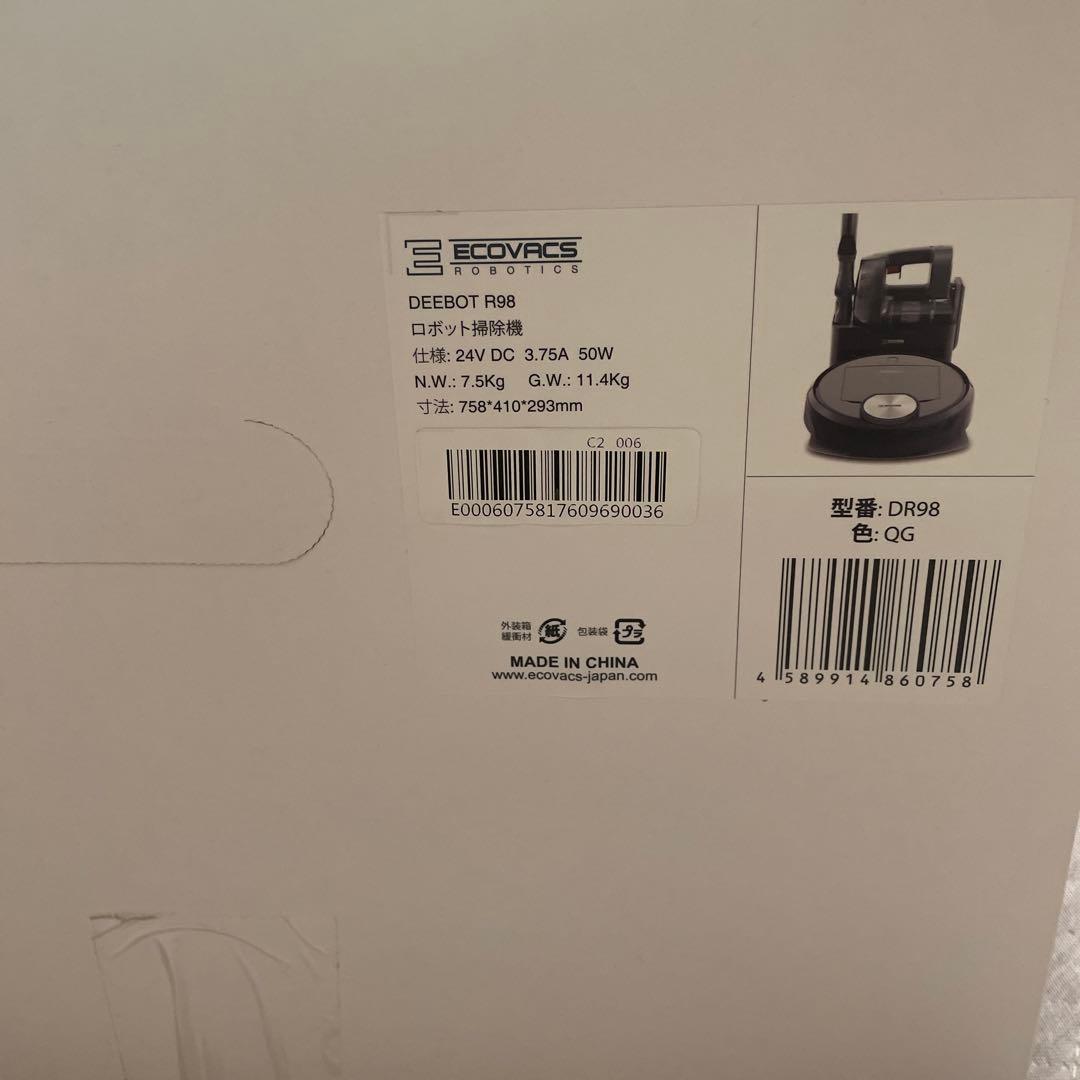 ECOVACS
ROBOTICS
DEEBOT R98
ロボット掃除機
仕様: 24V DC 3.75A 50W
N.W.: 7.5Kg G.W.: 11.4Kg
寸法: 758*410*293mm
C2 006
E0006075817609690036
外装箱
緩衝材
紙
包装袋
プラ
MADE IN CHINA
www.ecovacs-japan.com
型番: DR98
色: QG
4 589914 860758